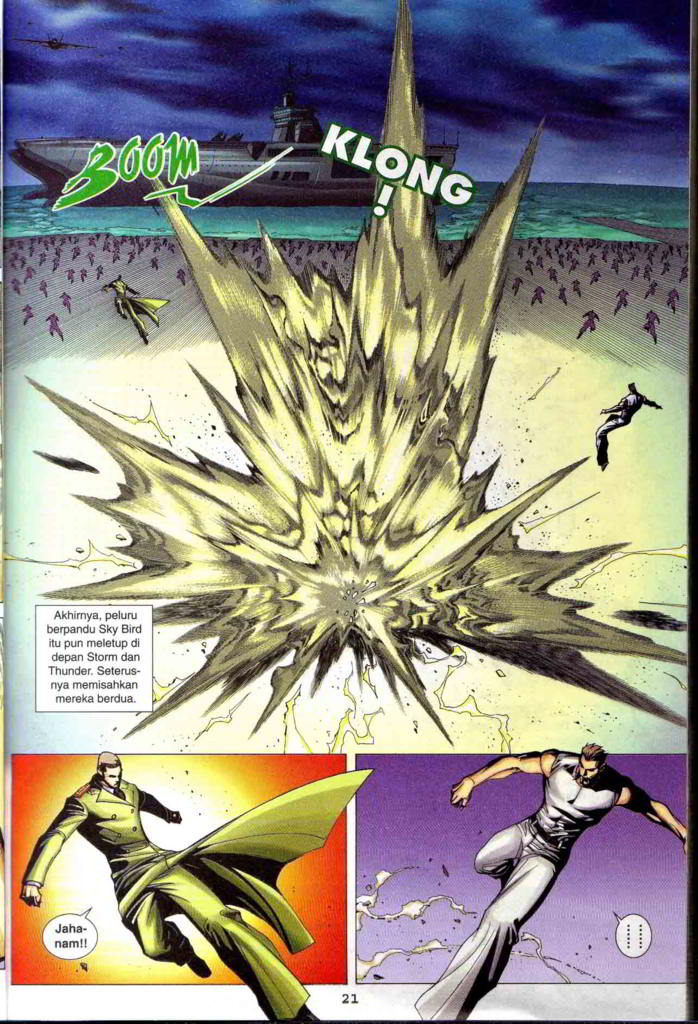 BOOM
KLONG
!
Akhirnya, peluru
berpandu Sky Bird
itu pun meletup di
depan Storm dan
Thunder. Seterus-
nya memisahkan
mereka berdua.
Jaha-
nam!!
21